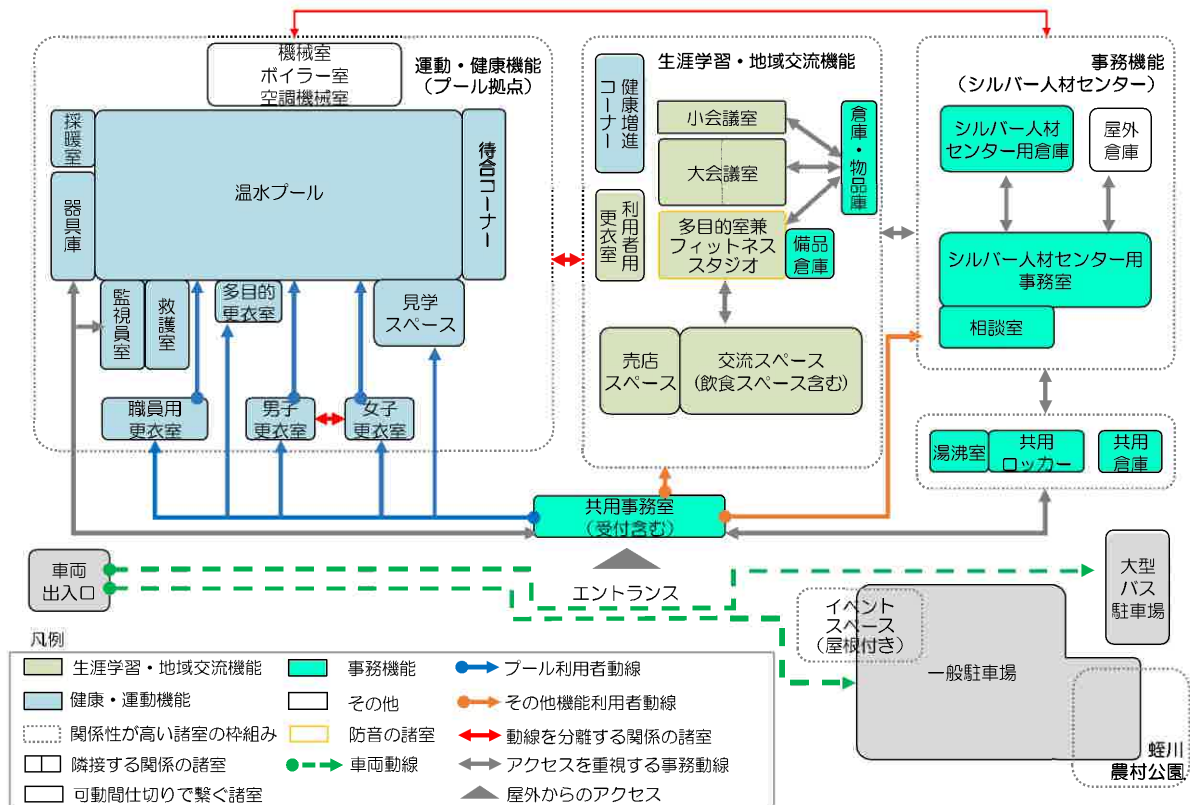 機械室
ボイラー室
空調機械室
運動・健康機能
(プール拠点)
採暖室
器具庫
温水プール
待合コーナー
監視員室
救護室
多目的
更衣室
見学
スペース
職員用
更衣室
男子
更衣室
女子
更衣室
生涯学習・地域交流機能
健康増進
コーナー
利用者用
更衣室
小会議室
大会議室
多目的室兼
フィットネス
スタジオ
倉庫・物品庫
備品
倉庫
売店
スペース
交流スペース
(飲食スペース含む)
事務機能
(シルバー人材センター)
シルバー人材
センター用倉庫
屋外
倉庫
シルバー人材センター用
事務室
相談室
湯沸室
共用
ロッカー
共用
倉庫
共用事務室
(受付含む)
エントランス
車両
出入口
大型
バス
駐車場
イベント
スペース
(屋根付き)
一般駐車場
蛭川
農村公園
凡例
生涯学習・地域交流機能
事務機能
プール利用者動線
健康・運動機能
その他
その他機能利用者動線
関係性が高い諸室の枠組み
防音の諸室
動線を分離する関係の諸室
隣接する関係の諸室
車両動線
アクセスを重視する事務動線
可動間仕切りで繋ぐ諸室
屋外からのアクセス